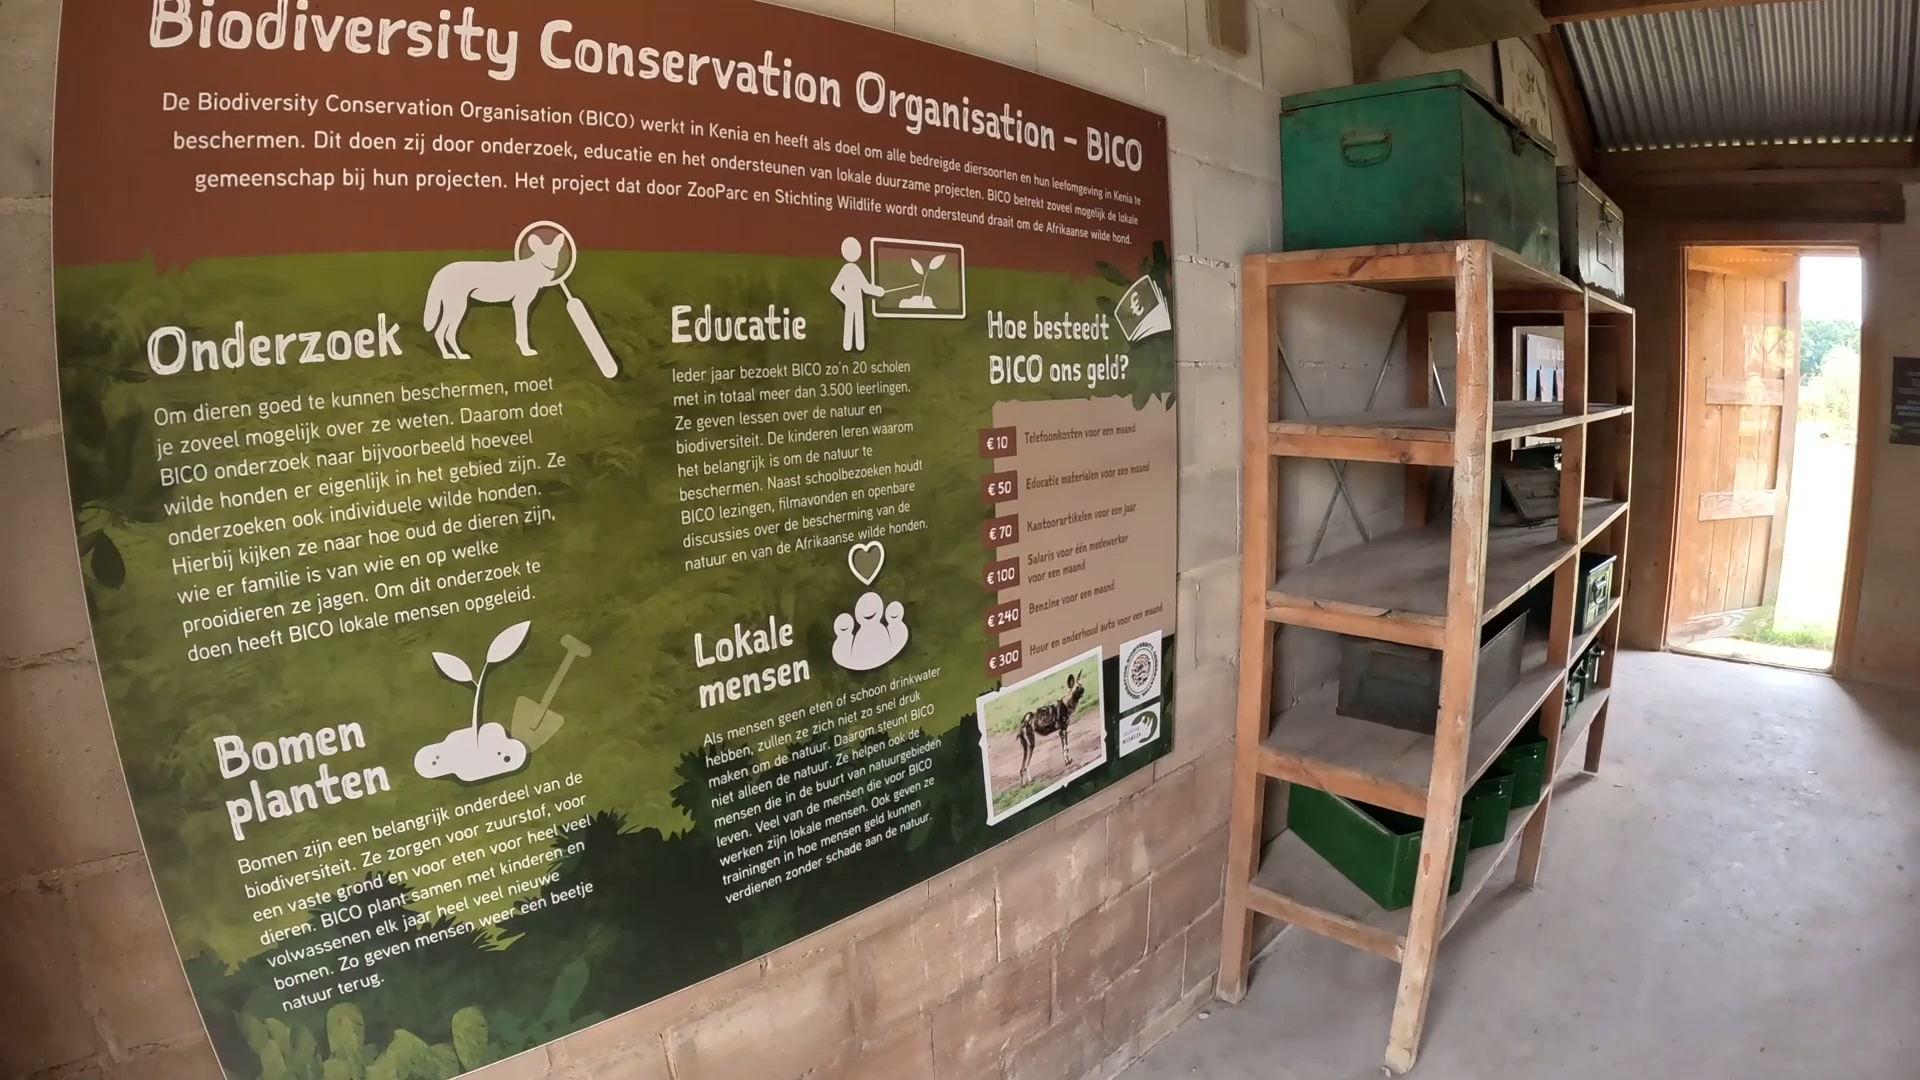 Biodiversity Conservation Organisation – BICO
De Biodiversity Conservation Organisation (BICO) werkt in Kenia en heeft als doel om alle bedreigde diersoorten en hun leefomgeving in Kenia te
beschermen. Dit doen zij door onderzoek, educatie en het ondersteunen van lokale duurzame projecten. BICO betrekt zoveel mogelijk de lokale
gemeenschap bij hun projecten. Het project dat door ZooParc en Stichting Wildlife wordt ondersteund draait om de Afrikaanse wilde hond.
Onderzoek
Om dieren goed te kunnen beschermen, moet
je zoveel mogelijk over ze weten. Daarom doet
BICO onderzoek naar bijvoorbeeld hoeveel
wilde honden er eigenlijk in het gebied zijn. Ze
onderzoeken ook individuele wilde honden.
Hierbij kijken ze naar hoe oud de dieren zijn,
wie er familie is van wie en op welke
prooidieren ze jagen. Om dit onderzoek te
doen heeft BICO lokale mensen opgeleid.
Bomen
planten
Bomen zijn een belangrijk onderdeel van de
biodiversiteit. Ze zorgen voor zuurstof, voor
een vaste grond en voor eten voor heel veel
dieren. BICO plant samen met kinderen en
volwassenen elk jaar heel veel nieuwe
bomen. Zo geven mensen weer een beetje
natuur terug.
Educatie
Ieder jaar bezoekt BICO zo'n 20 scholen
met in totaal meer dan 3.500 leerlingen.
Ze geven lessen over de natuur en
biodiversiteit. De kinderen leren waarom
het belangrijk is om de natuur te
beschermen. Naast schoolbezoeken houdt
BICO lezingen, filmavonden en openbare
discussies over de bescherming van de
natuur en van de Afrikaanse wilde honden.
Lokale
mensen
Als mensen geen eten of schoon drinkwater
hebben, zullen ze zich niet zo snel druk
maken om de natuur. Daarom steunt BICO
niet alleen de natuur. Ze helpen ook de
mensen die in de buurt van natuurgebieden
leven. Veel van de mensen die voor BICO
werken zijn lokale mensen. Ook geven ze
trainingen in hoe mensen geld kunnen
verdienen zonder schade aan de natuur.
Hoe besteedt
BICO ons geld?
€
€ 10 Telefoonkosten voor een maand
€ 50 Educatie materialen voor een maand
€ 70 Kantoorartikelen voor een jaar
€ 100 Salaris voor één medewerker
voor een maand
€ 240 Benzine voor een maand
€ 300 Huur en onderhoud auto voor een maand